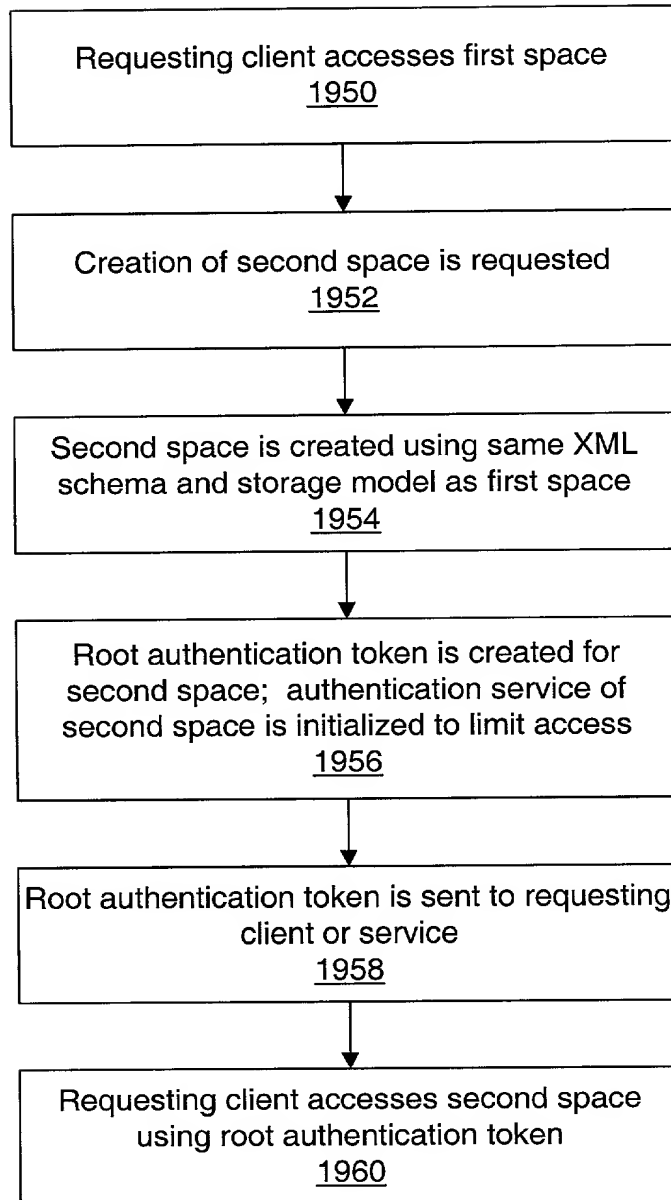 Requesting client accesses first space
1950
Creation of second space is requested
1952
Second space is created using same XML
schema and storage model as first space
1954
Root authentication token is created for
second space; authentication service of
second space is initialized to limit access
1956
Root authentication token is sent to requesting
client or service
1958
Requesting client accesses second space
using root authentication token
1960